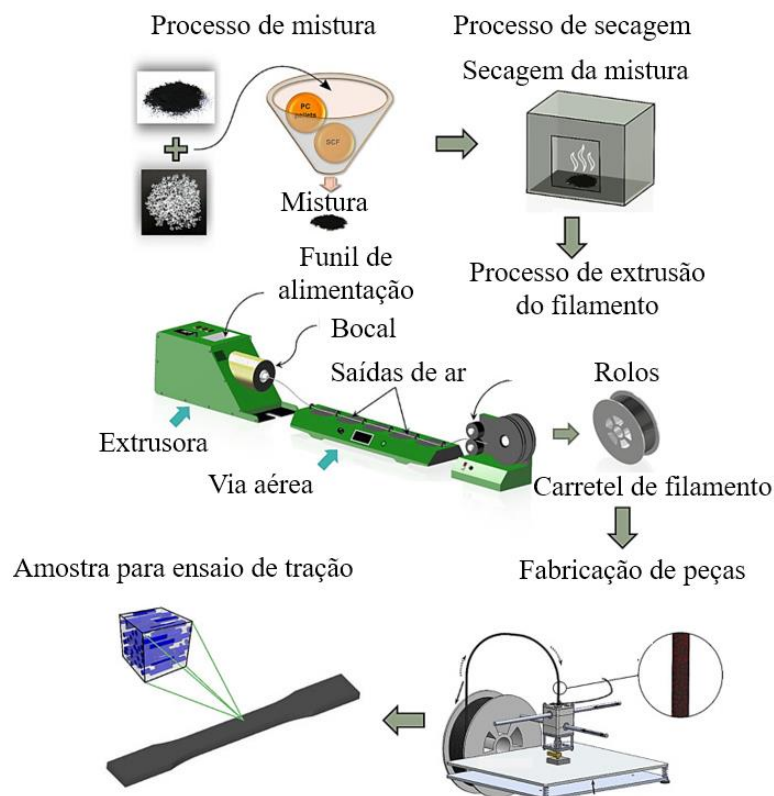 Processo de mistura
Processo de secagem
Secagem da mistura
PC
pellets
SCF
Mistura
Funil de
alimentação
Processo de extrusão
do filamento
Bocal
Saídas de ar
Rolos
Extrusora
Via aérea
Carretel de filamento
Amostra para ensaio de tração
Fabricação de peças